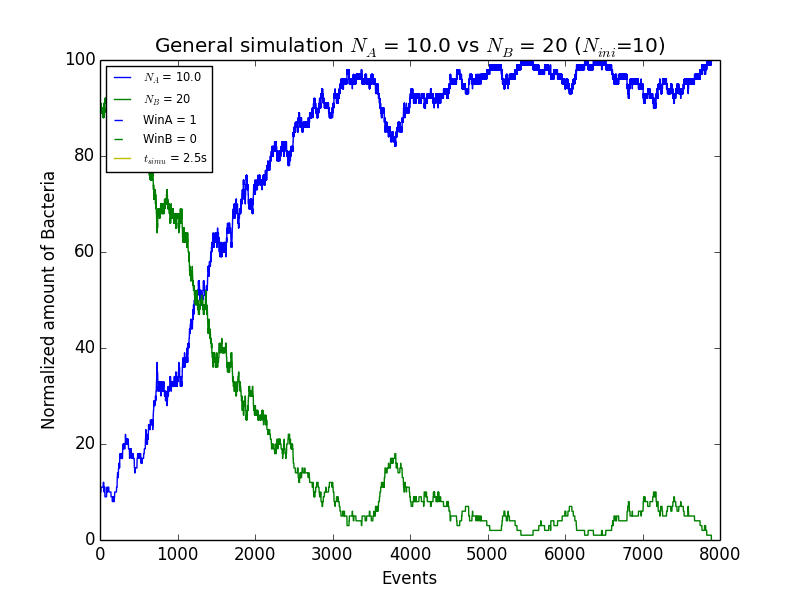 General simulation N_A = 10.0 vs N_B = 20 (N_ini=10)
100
80
60
40
20
0
Normalized amount of Bacteria
N_A = 10.0
N_B = 20
WinA = 1
WinB = 0
t_simu = 2.5s
0 1000 2000 3000 4000 5000 6000 7000 8000
Events